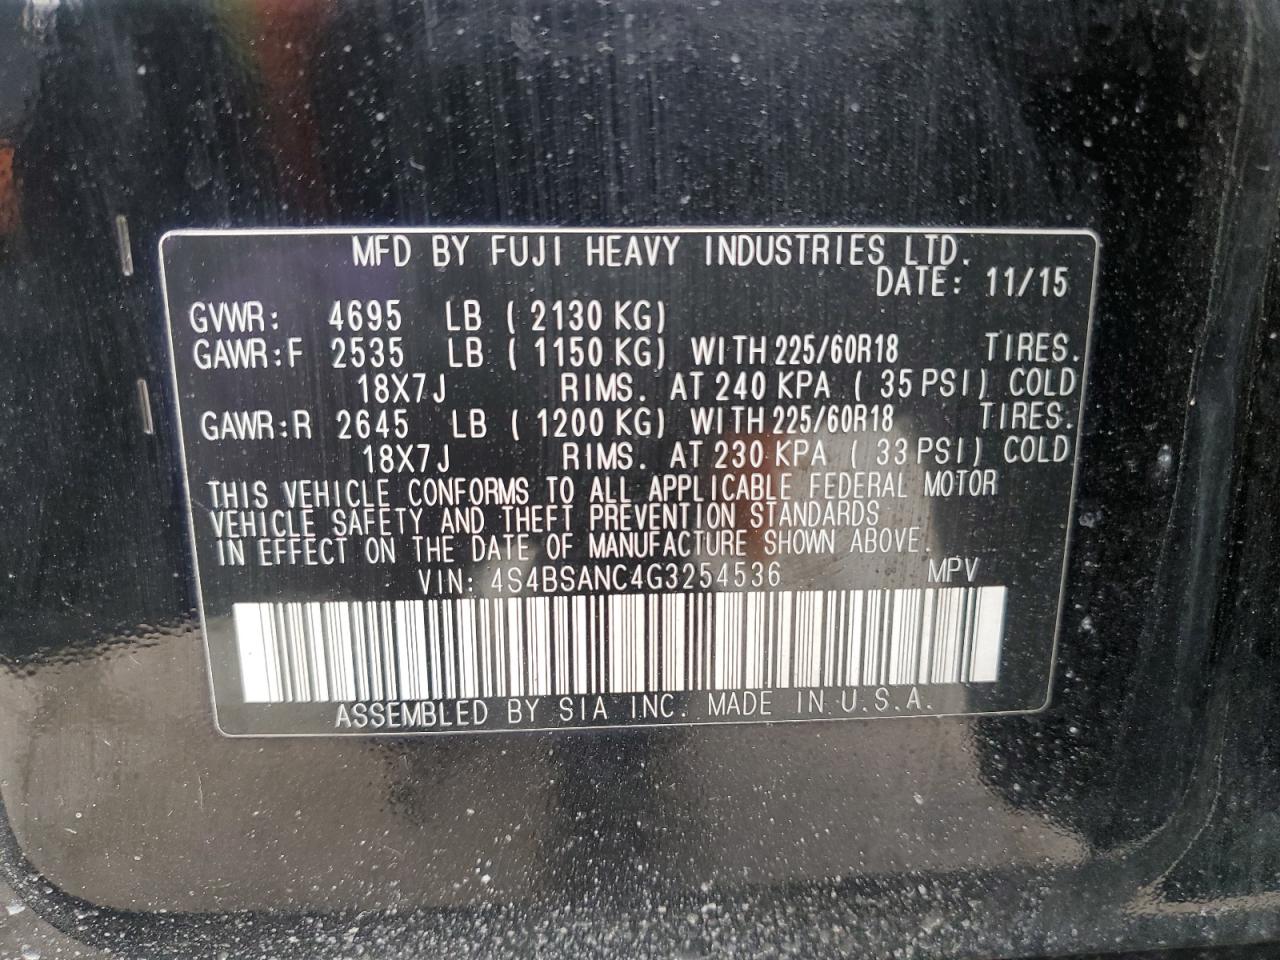 MFD BY FUJI HEAVY INDUSTRIES LTD.
DATE: 11/15
GVWR: 4695 LB ( 2130 KG)
GAWR:F 2535 LB ( 1150 KG) WITH 225/60R18 TIRES.
18X7J RIMS. AT 240 KPA ( 35 PSI) COLD
GAWR:R 2645 LB ( 1200 KG) WITH 225/60R18 TIRES.
18X7J RIMS. AT 230 KPA ( 33 PSI) COLD
THIS VEHICLE CONFORMS TO ALL APPLICABLE FEDERAL MOTOR
VEHICLE SAFETY AND THEFT PREVENTION STANDARDS
IN EFFECT ON THE DATE OF MANUFACTURE SHOWN ABOVE.
VIN: 4S4BSANC4G3254536 MPV
ASSEMBLED BY SIA INC. MADE IN U.S.A.